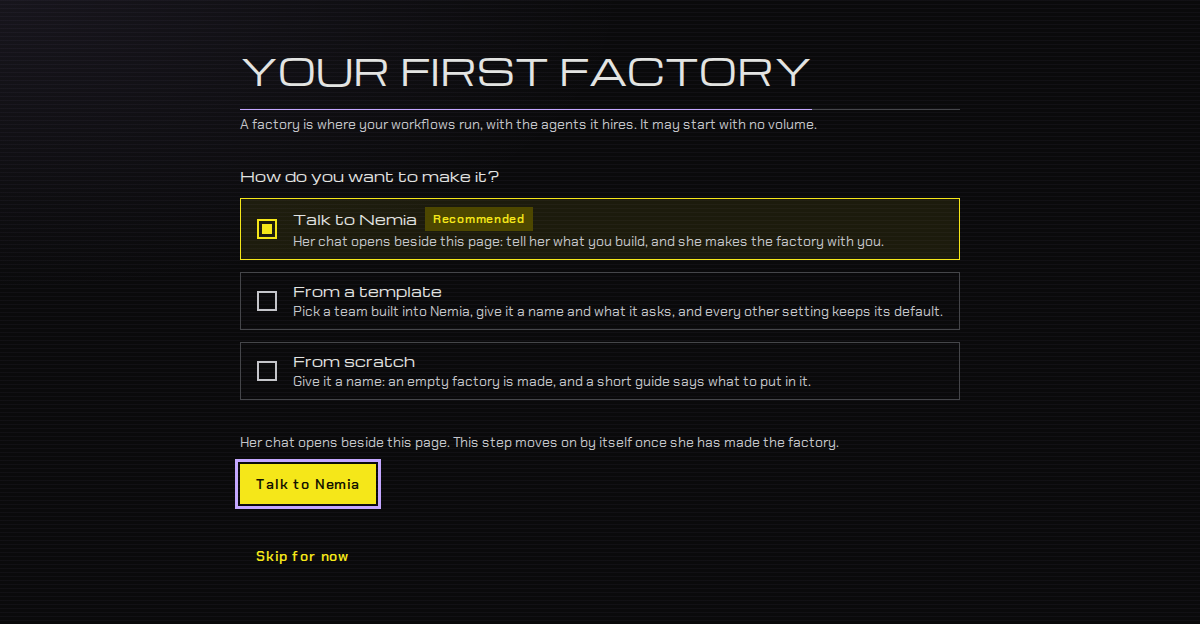 YOUR FIRST FACTORY
A factory is where your workflows run, with the agents it hires. It may start with no volume.
How do you want to make it?
Talk to Nemia Recommended
Her chat opens beside this page: tell her what you build, and she makes the factory with you.
From a template
Pick a team built into Nemia, give it a name and what it asks, and every other setting keeps its default.
From scratch
Give it a name: an empty factory is made, and a short guide says what to put in it.
Her chat opens beside this page. This step moves on by itself once she has made the factory.
Talk to Nemia
Skip for now